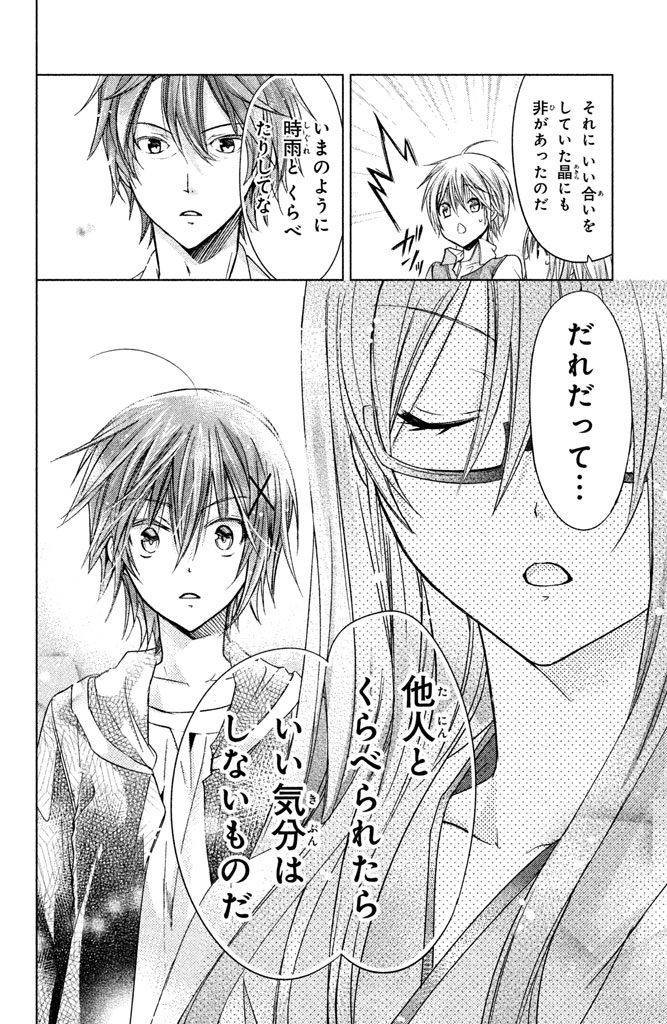 それに いい合いを
していた晶にも
非があったのだ
ガーン
ガーン
いまのように
時雨と くらべ
たりしてな
だれだって…
他人と
くらべられたら
いい気分は
しないものだ